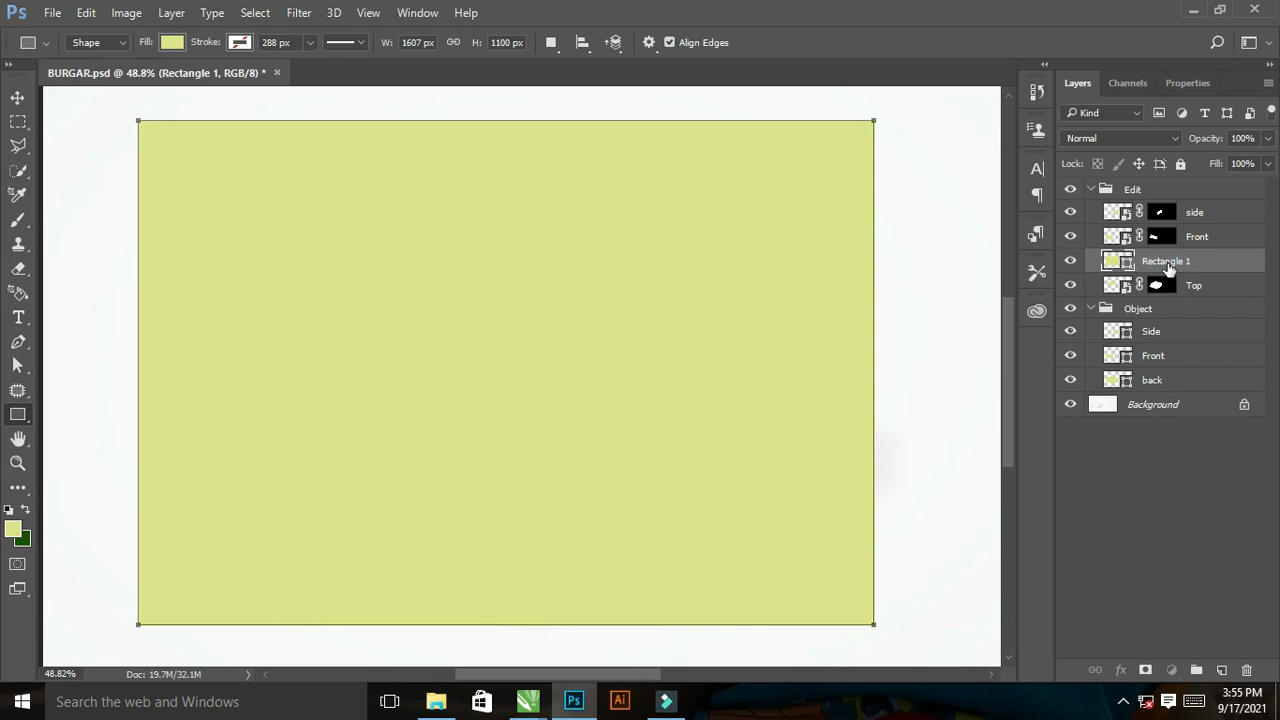 Ps File Edit Image Layer Type Select Filter 3D View Window Help
Shape Fill: Stroke: 288 px W: 1607 px H: 1100 px Align Edges
BURGAR.psd @ 48.8% (Rectangle 1, RGB/8) *
Layers Channels Properties
Kind
Normal Opacity: 100%
Lock: Fill: 100%
Edit
side
Front
Rectangle 1
Top
Object
Side
Front
back
Background
48.82% Doc: 19.7M/32.1M
Search the web and Windows
Ps Ai
3:55 PM
9/17/2021